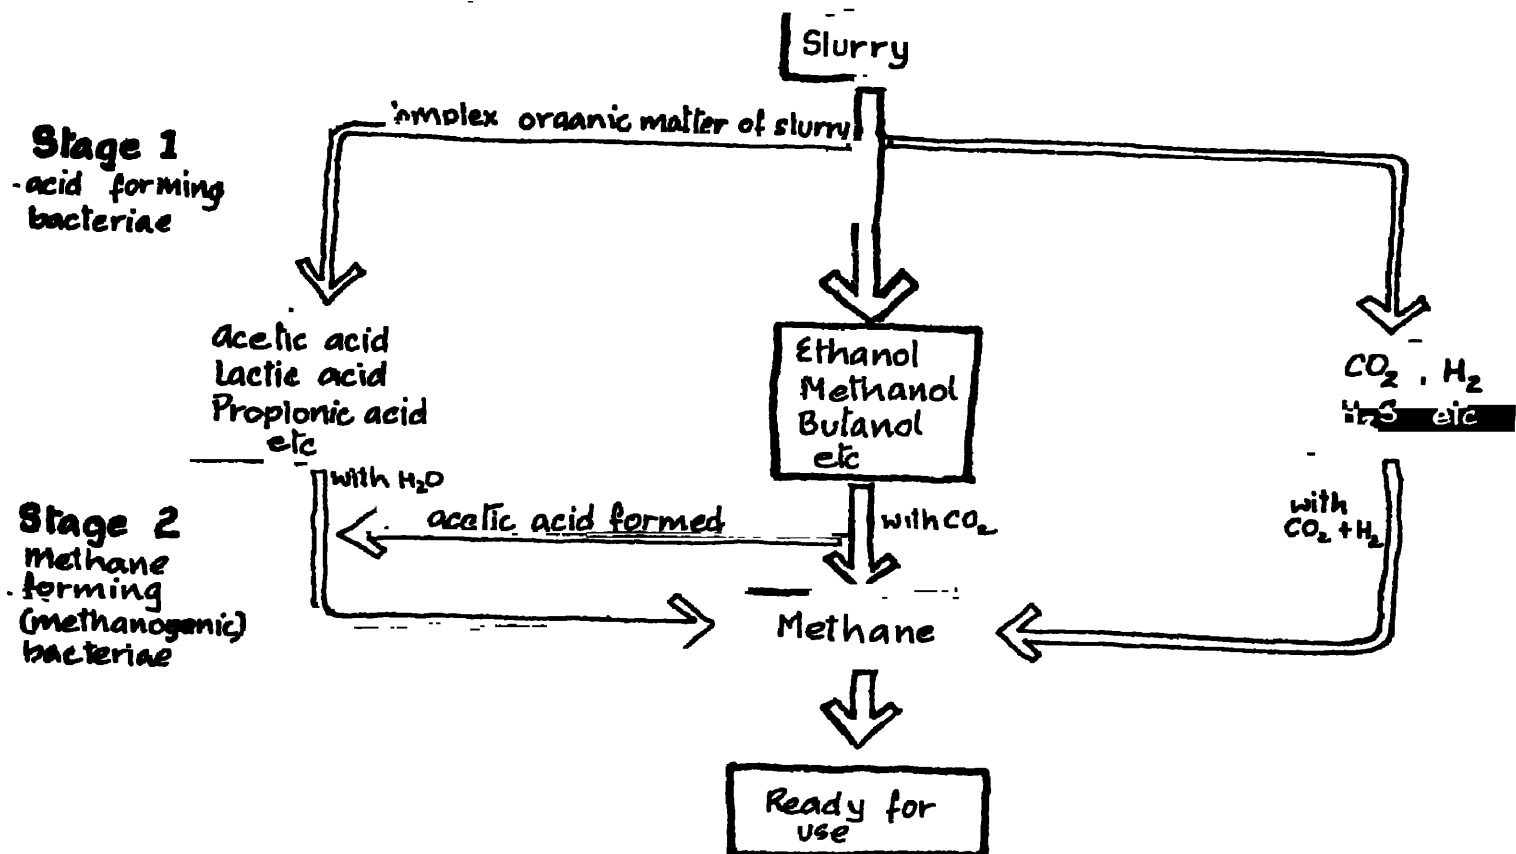 Slurry
complex organic matter of slurry
Stage 1
- acid forming
bacteriae
acetic acid
Lactic acid
Propionic acid
etc
Ethanol
Methanol
Butanol
etc
CO₂ , H₂
H₂S etc
with H₂O
acetic acid formed
with CO₂
with
CO₂ + H₂
Stage 2
Methane
- forming
(methanogenic)
bacteriae
Methane
Ready for
use